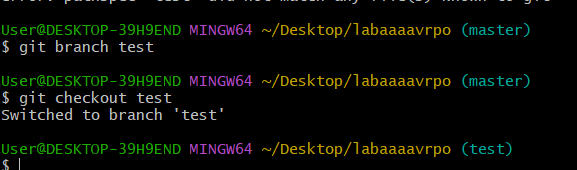 User@DESKTOP-39H9END MINGW64 ~/Desktop/labaaaavrpo (master)
$ git branch test
User@DESKTOP-39H9END MINGW64 ~/Desktop/labaaaavrpo (master)
$ git checkout test
Switched to branch 'test'
User@DESKTOP-39H9END MINGW64 ~/Desktop/labaaaavrpo (test)
$